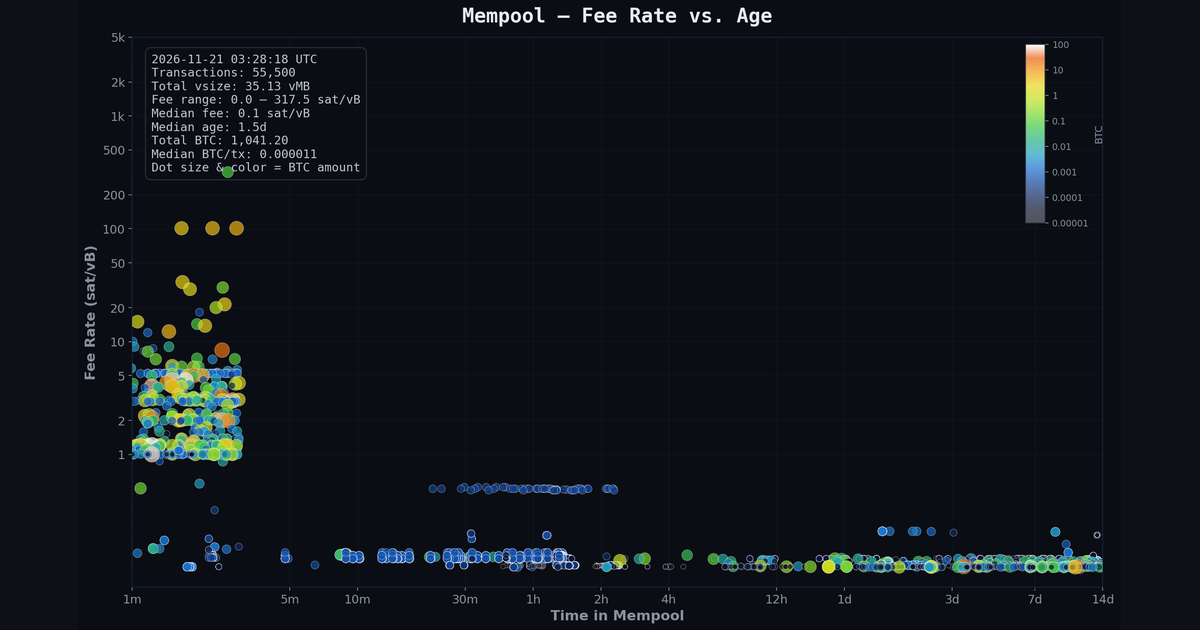 Mempool — Fee Rate vs. Age
2026-11-21 03:28:18 UTC
Transactions: 55,500
Total vsize: 35.13 vMB
Fee range: 0.0 — 317.5 sat/vB
Median fee: 0.1 sat/vB
Median age: 1.5d
Total BTC: 1,041.20
Median BTC/tx: 0.000011
Dot size & color = BTC amount
5k
2k
1k
500
200
100
50
20
10
5
2
1
Fee Rate (sat/vB)
100
10
1
0.1
0.01
0.001
0.0001
0.00001
BTC
1m
5m
10m
30m
1h
2h
4h
12h
1d
3d
7d
14d
Time in Mempool